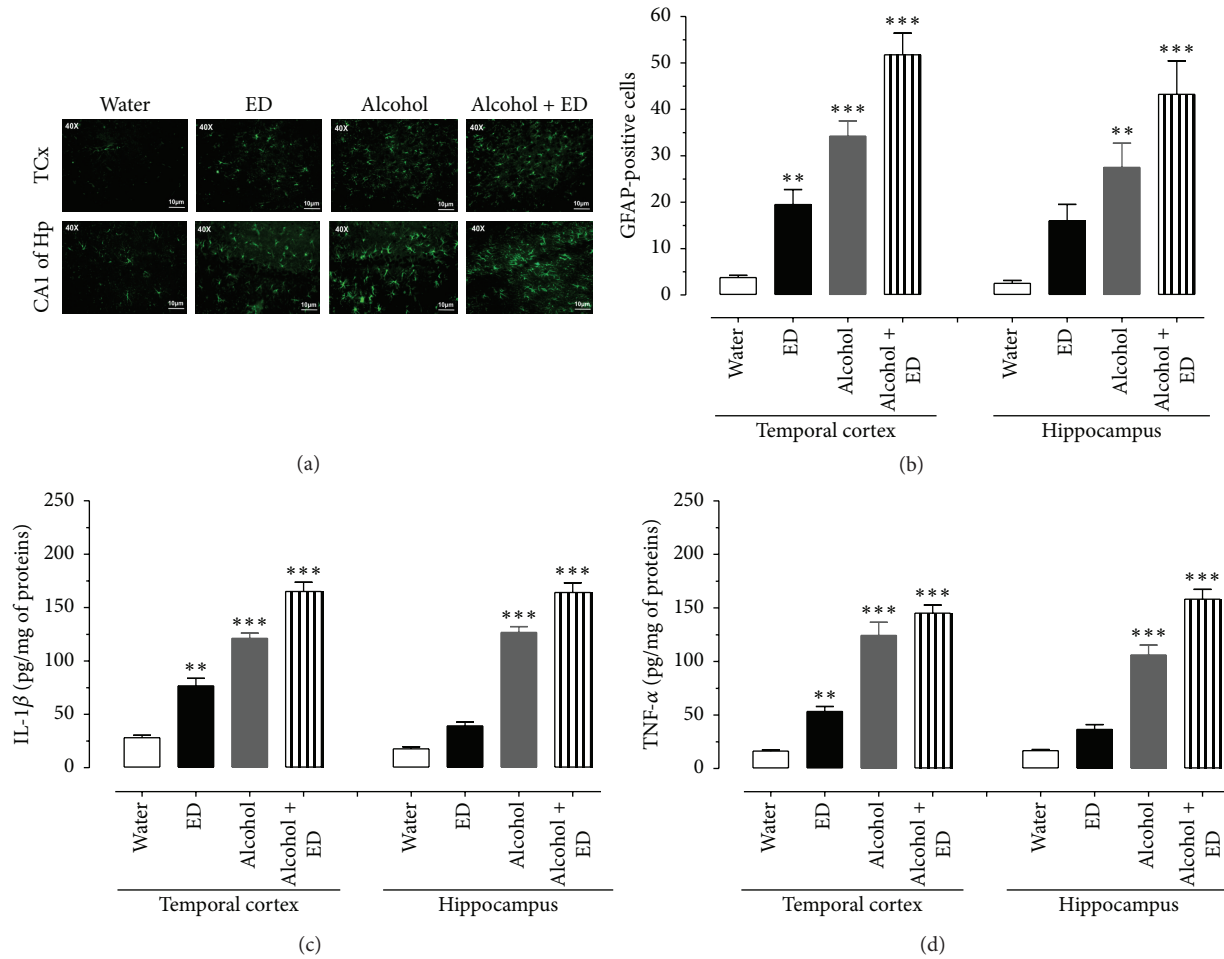 Water ED Alcohol Alcohol + ED
TCx
40X 40X 40X 40X
10μm 10μm 10μm 10μm
CA1 of Hp
40X 40X 40X 40X
10μm 10μm 10μm 10μm
(a)
GFAP-positive cells
60
50
40
30
20
10
0
** *** *** ** ***
Water ED Alcohol Alcohol + ED Water ED Alcohol Alcohol + ED
Temporal cortex Hippocampus
(b)
IL-1β (pg/mg of proteins)
250
200
150
100
50
0
** *** *** *** ***
Water ED Alcohol Alcohol + ED Water ED Alcohol Alcohol + ED
Temporal cortex Hippocampus
(c)
TNF-α (pg/mg of proteins)
250
200
150
100
50
0
** *** *** *** ***
Water ED Alcohol Alcohol + ED Water ED Alcohol Alcohol + ED
Temporal cortex Hippocampus
(d)